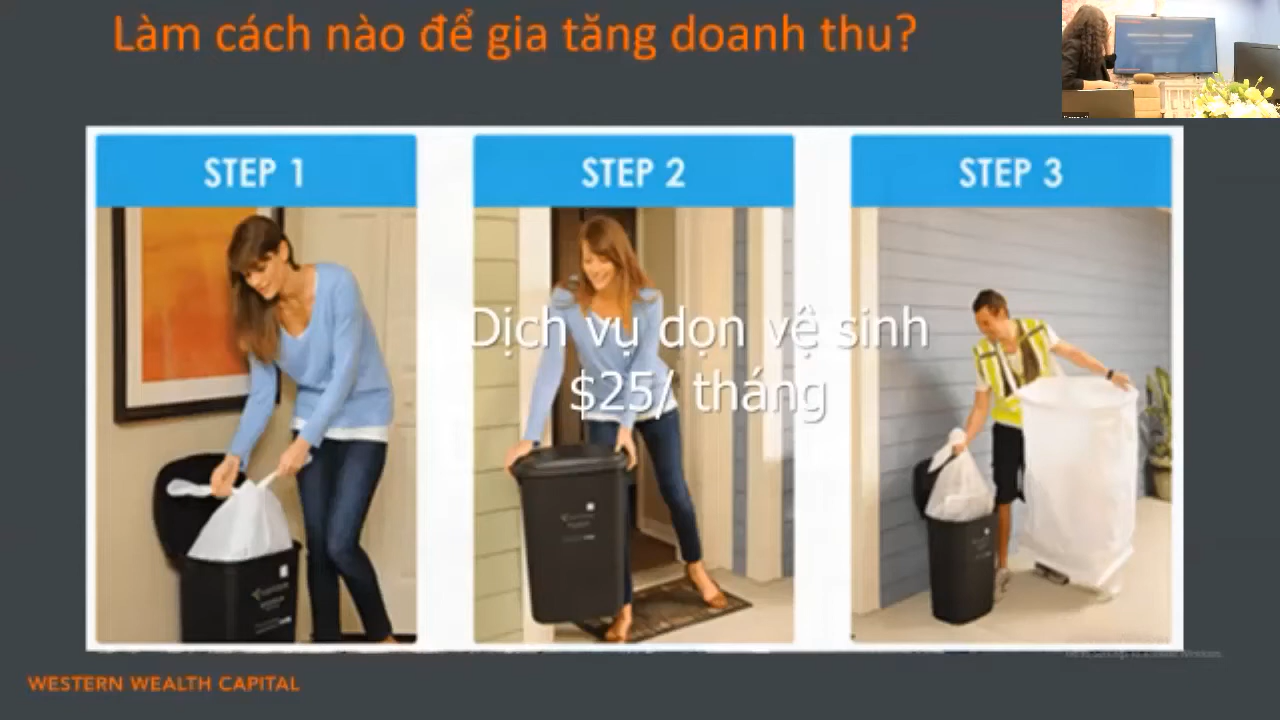 Làm cách nào để gia tăng doanh thu?
STEP 1
STEP 2
STEP 3
Dịch vụ dọn vệ sinh
$25/ tháng
WESTERN WEALTH CAPITAL